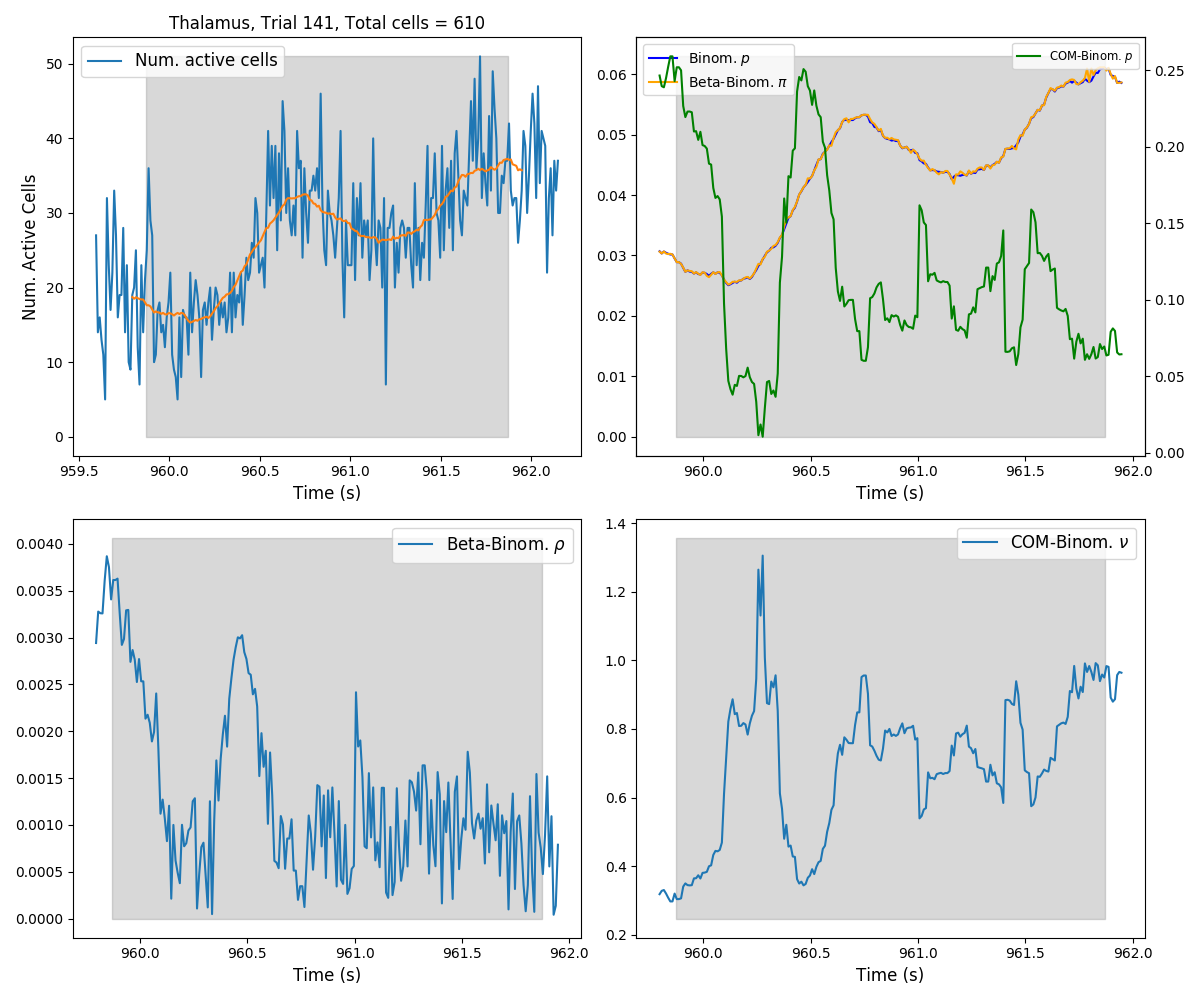 Thalamus, Trial 141, Total cells = 610
Num. active cells
Num. Active Cells
50
40
30
20
10
0
959.5 960.0 960.5 961.0 961.5 962.0
Time (s)
Binom. p
Beta-Binom. π
COM-Binom. p
0.06
0.05
0.04
0.03
0.02
0.01
0.00
0.25
0.20
0.15
0.10
0.05
0.00
960.0 960.5 961.0 961.5 962.0
Time (s)
Beta-Binom. ρ
0.0040
0.0035
0.0030
0.0025
0.0020
0.0015
0.0010
0.0005
0.0000
960.0 960.5 961.0 961.5 962.0
Time (s)
COM-Binom. ν
1.4
1.2
1.0
0.8
0.6
0.4
0.2
960.0 960.5 961.0 961.5 962.0
Time (s)